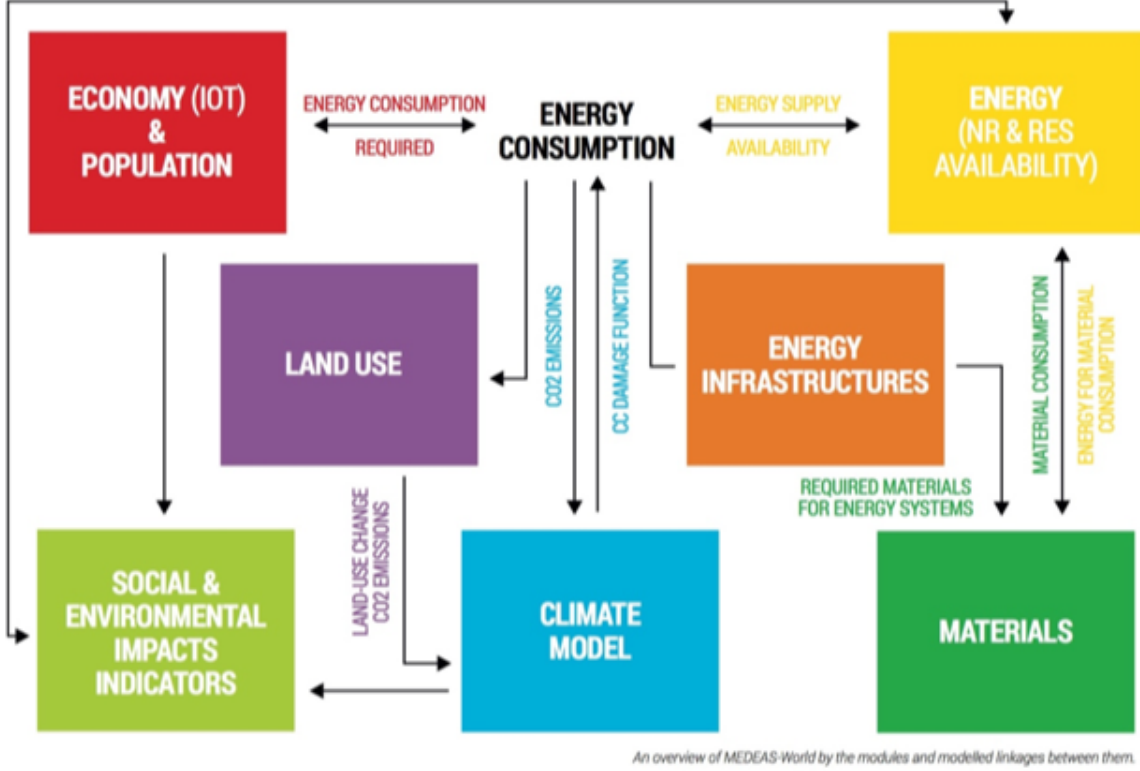 ECONOMY (IOT)
&
POPULATION
ENERGY CONSUMPTION
REQUIRED
ENERGY
CONSUMPTION
ENERGY SUPPLY
AVAILABILITY
ENERGY
(NR & RES
AVAILABILITY)
LAND USE
CO2 EMISSIONS
CC DAMAGE FUNCTION
ENERGY
INFRASTRUCTURES
MATERIAL CONSUMPTION
ENERGY FOR MATERIAL
CONSUMPTION
REQUIRED MATERIALS
FOR ENERGY SYSTEMS
LAND-USE CHANGE
CO2 EMISSIONS
SOCIAL &
ENVIRONMENTAL
IMPACTS
INDICATORS
CLIMATE
MODEL
MATERIALS
An overview of MEDEAS-World by the modules and modelled linkages between them.